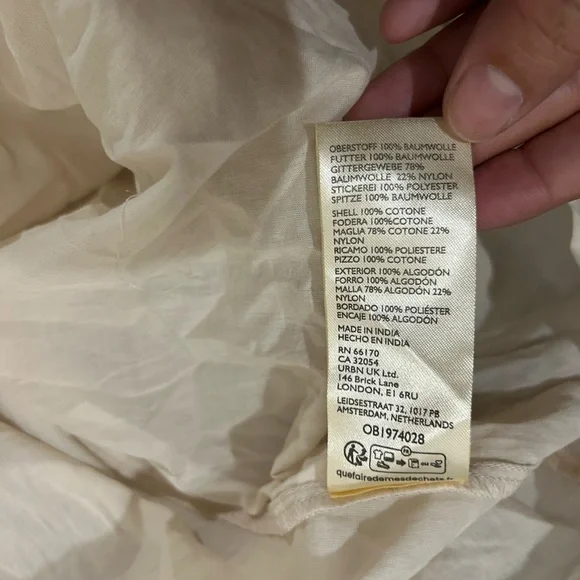 OBERSTOFF 100% BAUMWOLLE
FUTTER 100% BAUMWOLLE
GITTERGEWEBE 78%
BAUMWOLLE 22% NYLON
STICKEREI 100% POLYESTER
SPITZE 100% BAUMWOLLE
SHELL 100% COTONE
FODERA 100%COTONE
MAGLIA 78% COTONE 22%
NYLON
RICAMO 100% POLIESTERE
PIZZO 100% COTONE
EXTERIOR 100% ALGODÓN
FORRO 100% ALGODÓN
MALLA 78% ALGODÓN 22%
NYLON
BORDADO 100% POLIÉSTER
ENCAJE 100% ALGODÓN
MADE IN INDIA
HECHO EN INDIA
RN 66170
CA 32054
URBN UK Ltd.
146 Brick Lane
LONDON, E1 6RU
LEIDSESTRAAT 32, 1017 PB
AMSTERDAM, NETHERLANDS
OB1974028
FR
OU
quefairedemesdechets.fr